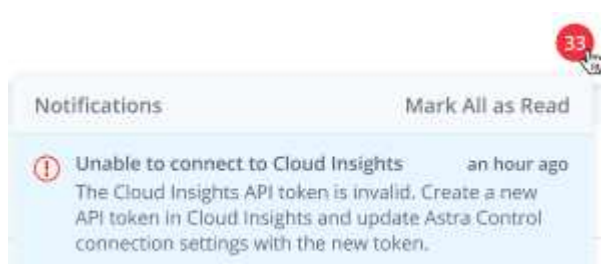 33
Notifications Mark All as Read
Unable to connect to Cloud Insights an hour ago
The Cloud Insights API token is invalid. Create a new
API token in Cloud Insights and update Astra Control
connection settings with the new token.